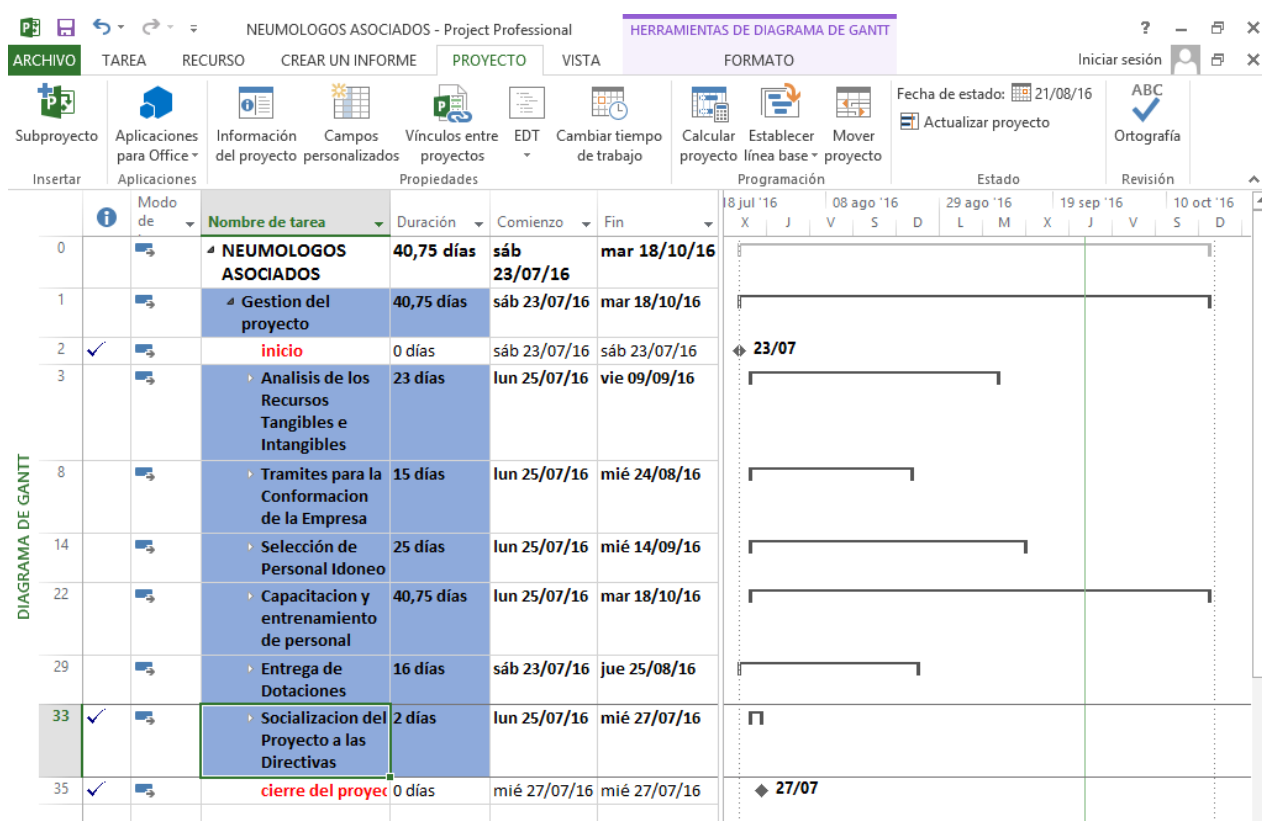 NEUMOLOGOS ASOCIADOS - Project Professional
HERRAMIENTAS DE DIAGRAMA DE GANTT
?
ARCHIVO TAREA RECURSO CREAR UN INFORME PROYECTO VISTA FORMATO Iniciar sesión
Subproyecto
Aplicaciones
para Office
Información
del proyecto
Campos
personalizados
Vínculos entre
proyectos
EDT
Cambiar tiempo
de trabajo
Calcular
proyecto
Establecer
línea base
Mover
proyecto
Fecha de estado: 21/08/16
Actualizar proyecto
ABC
Ortografía
Insertar Aplicaciones Propiedades Programación Estado Revisión
Modo
de
Nombre de tarea Duración Comienzo Fin
18 jul '16 08 ago '16 29 ago '16 19 sep '16 10 oct '16
X J V S D L M X J V S D
0 NEUMOLOGOS 40,75 días sáb mar 18/10/16
ASOCIADOS 23/07/16
1 Gestion del 40,75 días sáb 23/07/16 mar 18/10/16
proyecto
2 inicio 0 días sáb 23/07/16 sáb 23/07/16 23/07
3 Analisis de los 23 días lun 25/07/16 vie 09/09/16
Recursos
Tangibles e
Intangibles
8 Tramites para la 15 días lun 25/07/16 mié 24/08/16
Conformacion
de la Empresa
14 Selección de 25 días lun 25/07/16 mié 14/09/16
Personal Idoneo
22 Capacitacion y 40,75 días lun 25/07/16 mar 18/10/16
entrenamiento
de personal
29 Entrega de 16 días sáb 23/07/16 jue 25/08/16
Dotaciones
33 Socializacion del 2 días lun 25/07/16 mié 27/07/16
Proyecto a las
Directivas
35 cierre del proyec 0 días mié 27/07/16 mié 27/07/16 27/07
DIAGRAMA DE GANTT